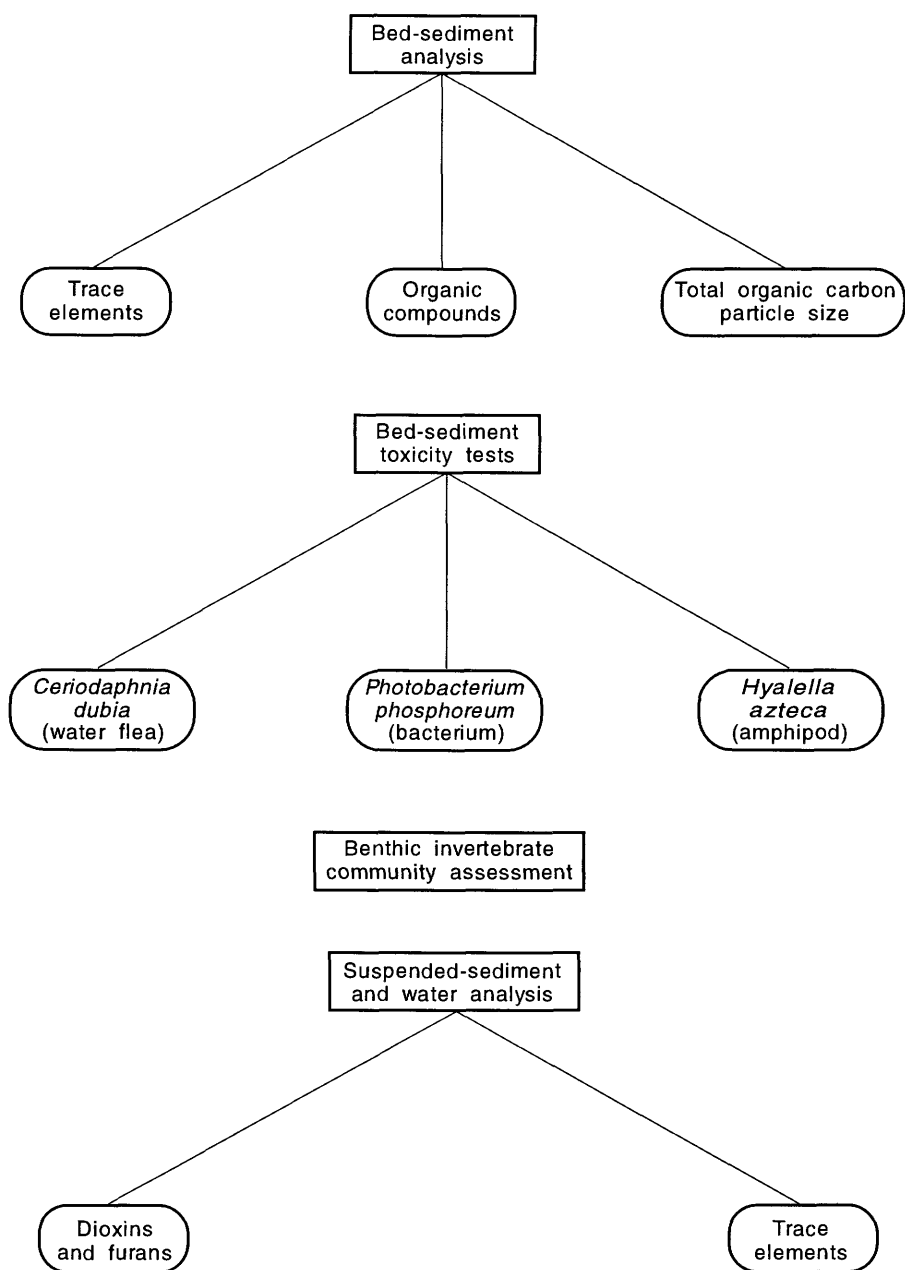 Bed-sediment
analysis
Trace
elements
Organic
compounds
Total organic carbon
particle size
Bed-sediment
toxicity tests
Ceriodaphnia
dubia
(water flea)
Photobacterium
phosphoreum
(bacterium)
Hyalella
azteca
(amphipod)
Benthic invertebrate
community assessment
Suspended-sediment
and water analysis
Dioxins
and furans
Trace
elements